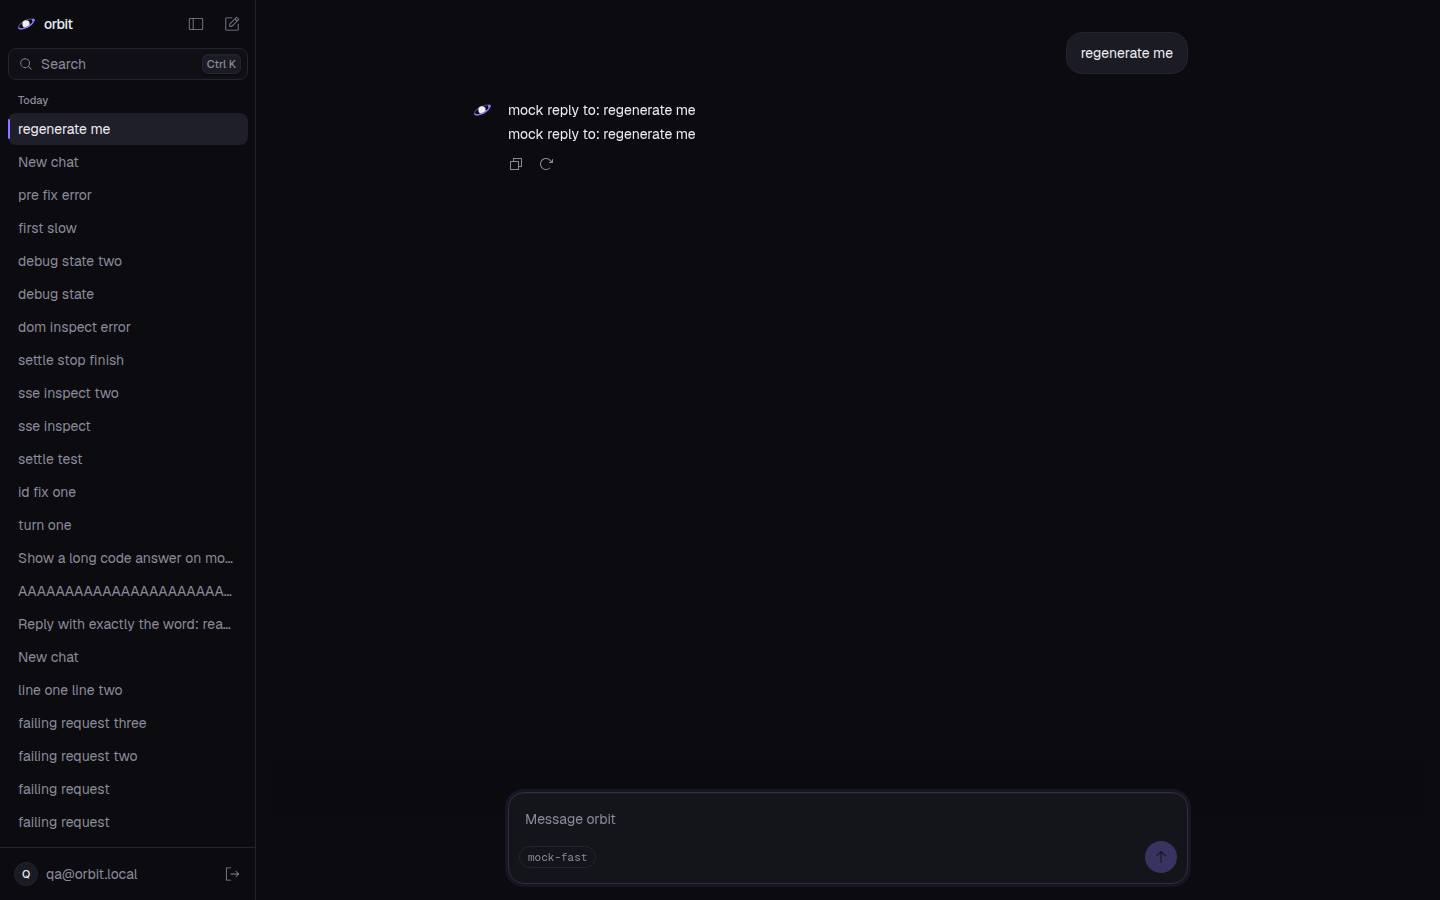 orbit
Search
Ctrl K
Today
regenerate me
New chat
pre fix error
first slow
debug state two
debug state
dom inspect error
settle stop finish
sse inspect two
sse inspect
settle test
id fix one
turn one
Show a long code answer on mo…
AAAAAAAAAAAAAAAAAAAAAAA…
Reply with exactly the word: rea…
New chat
line one line two
failing request three
failing request two
failing request
failing request
Q
qa@orbit.local
regenerate me
mock reply to: regenerate me
mock reply to: regenerate me
Message orbit
mock-fast